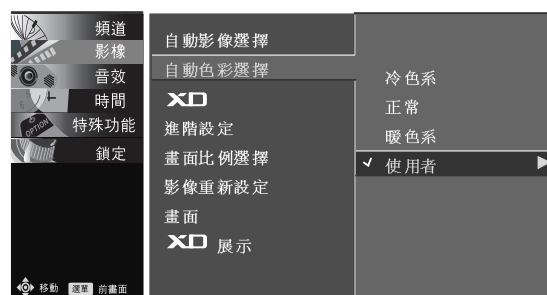 頻道
影像
音效
時間
OPTION
特殊功能
鎖定
移動 選單 前畫面
自動影像選擇
自動色彩選擇
XD
進階設定
畫面比例選擇
影像重新設定
畫面
XD 展示
冷色系
正常
暖色系
✓ 使用者 ▶